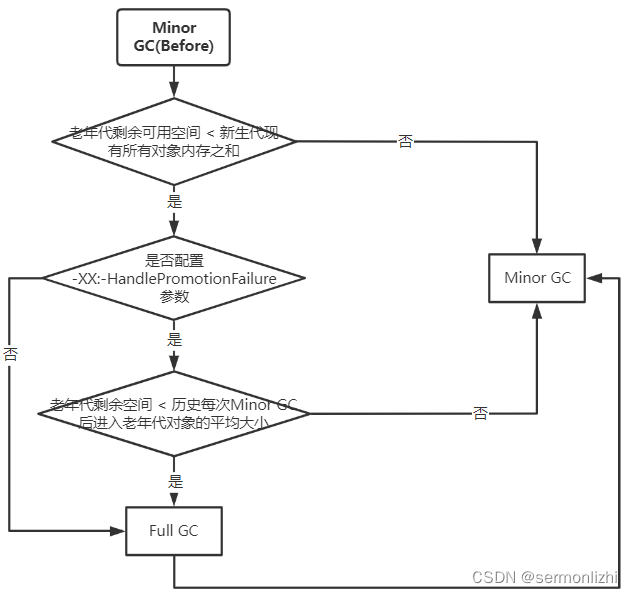 Minor
GC(Before)
老年代剩余可用空间 < 新生代现
有所有对象内存之和
否
是
是否配置
-XX:-HandlePromotionFailure
参数
Minor GC
否
是
老年代剩余空间 < 历史每次Minor GC
后进入老年代对象的平均大小
否
是
Full GC
CSDN @sermonlizhi